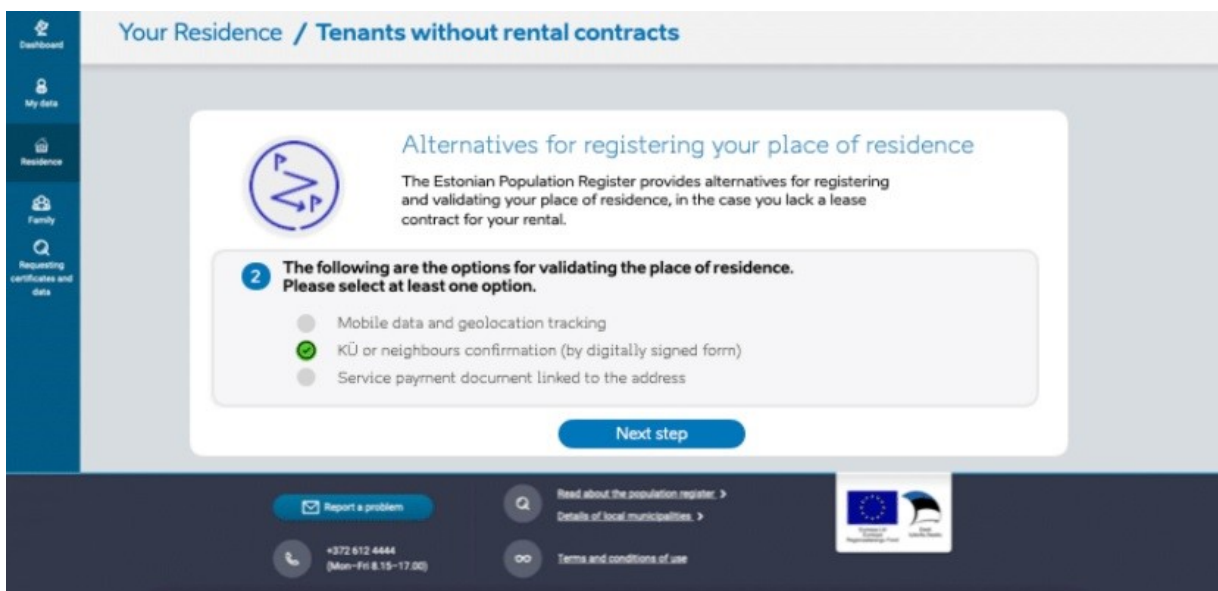 Your Residence / Tenants without rental contracts
Dashboard
My data
Residence
Family
Requesting
certificates and
data
Alternatives for registering your place of residence
The Estonian Population Register provides alternatives for registering
and validating your place of residence, in the case you lack a lease
contract for your rental.
2
The following are the options for validating the place of residence.
Please select at least one option.
Mobile data and geolocation tracking
KÜ or neighbours confirmation (by digitally signed form)
Service payment document linked to the address
Next step
Report a problem
+372 612 4444
(Mon-Fri 8.15-17.00)
Read about the population register >
Details of local municipalities >
Terms and conditions of use